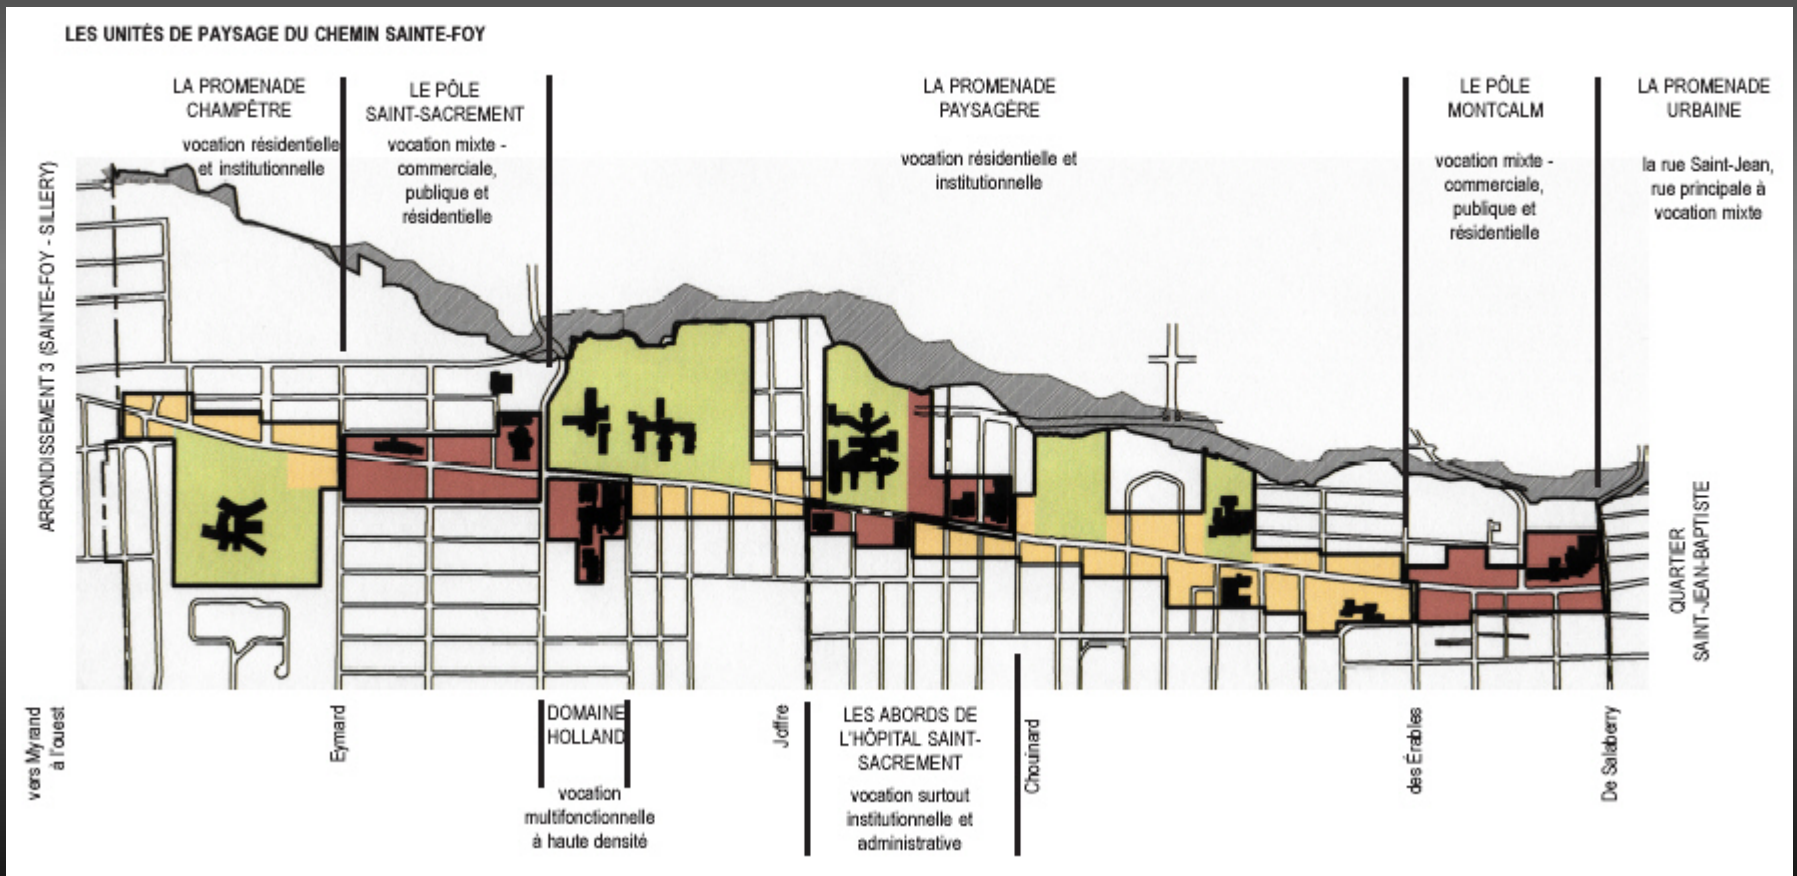 LES UNITÉS DE PAYSAGE DU CHEMIN SAINTE-FOY
LA PROMENADE
CHAMPÊTRE
vocation résidentielle
et institutionnelle
LE PÔLE
SAINT-SACREMENT
vocation mixte -
commerciale,
publique et
résidentielle
LA PROMENADE
PAYSAGÈRE
vocation résidentielle et
institutionnelle
LE PÔLE
MONTCALM
vocation mixte -
commerciale,
publique et
résidentielle
LA PROMENADE
URBAINE
la rue Saint-Jean,
rue principale à
vocation mixte
ARRONDISSEMENT 3 (SAINTE-FOY - SILLERY)
QUARTIER
SAINT-JEAN-BAPTISTE
vers Myrand
à l'ouest
Eymard
DOMAINE
HOLLAND
vocation
multifonctionnelle
à haute densité
Joffre
LES ABORDS DE
L'HÔPITAL SAINT-
SACREMENT
vocation surtout
institutionnelle et
administrative
Chouinard
des Érables
De Salaberry